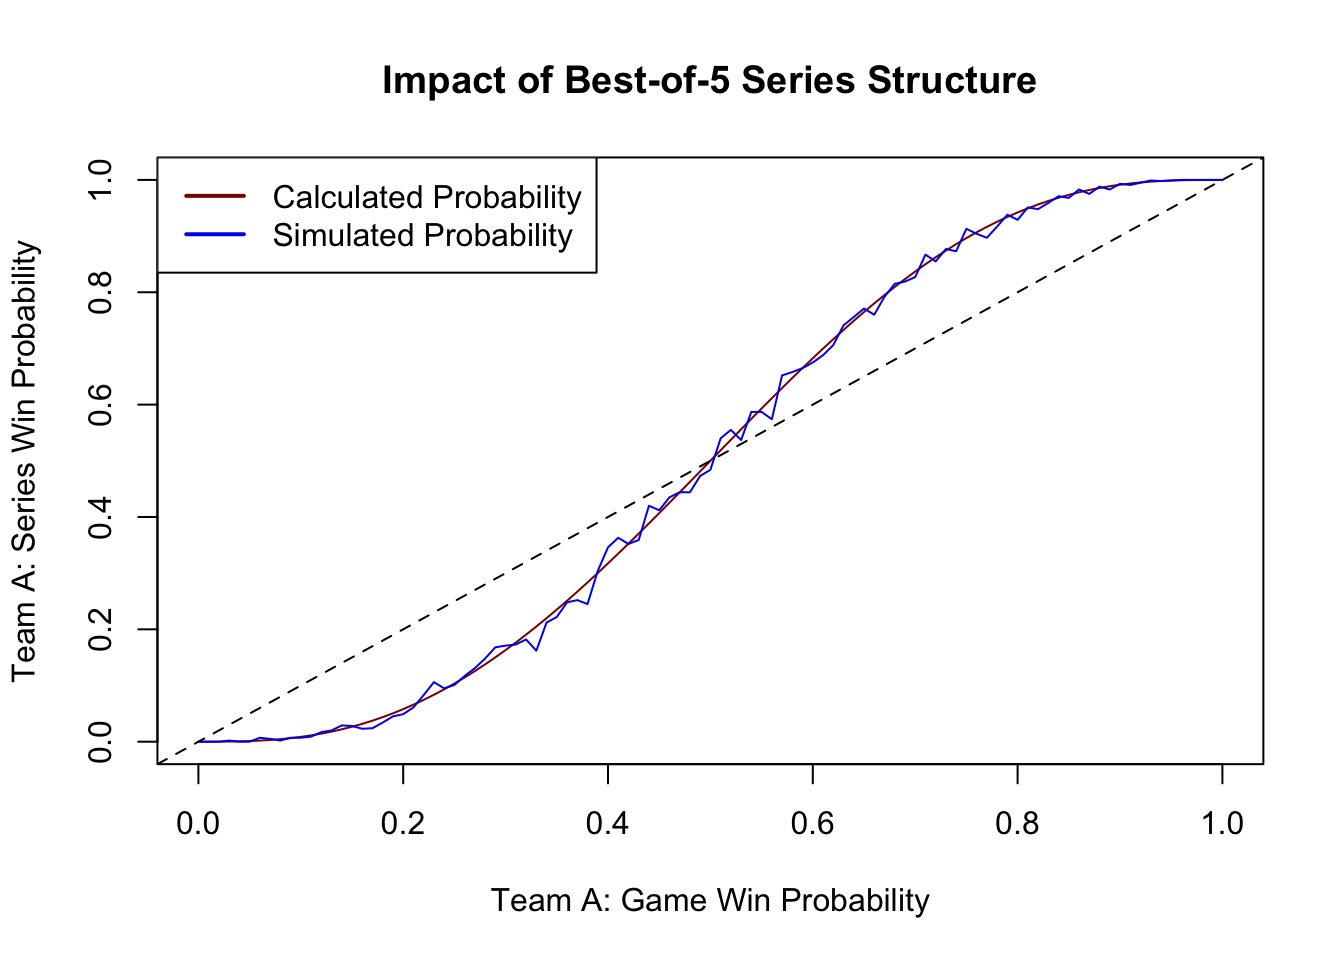 Impact of Best-of-5 Series Structure
Calculated Probability
Simulated Probability
Team A: Series Win Probability
1.0
0.8
0.6
0.4
0.2
0.0
0.0 0.2 0.4 0.6 0.8 1.0
Team A: Game Win Probability